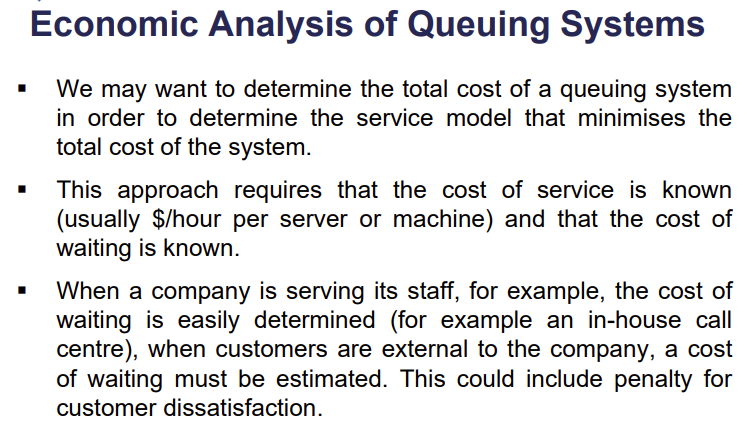 Economic Analysis of Queuing Systems
▪ We may want to determine the total cost of a queuing system
in order to determine the service model that minimises the
total cost of the system.
▪ This approach requires that the cost of service is known
(usually $/hour per server or machine) and that the cost of
waiting is known.
▪ When a company is serving its staff, for example, the cost of
waiting is easily determined (for example an in-house call
centre), when customers are external to the company, a cost
of waiting must be estimated. This could include penalty for
customer dissatisfaction.